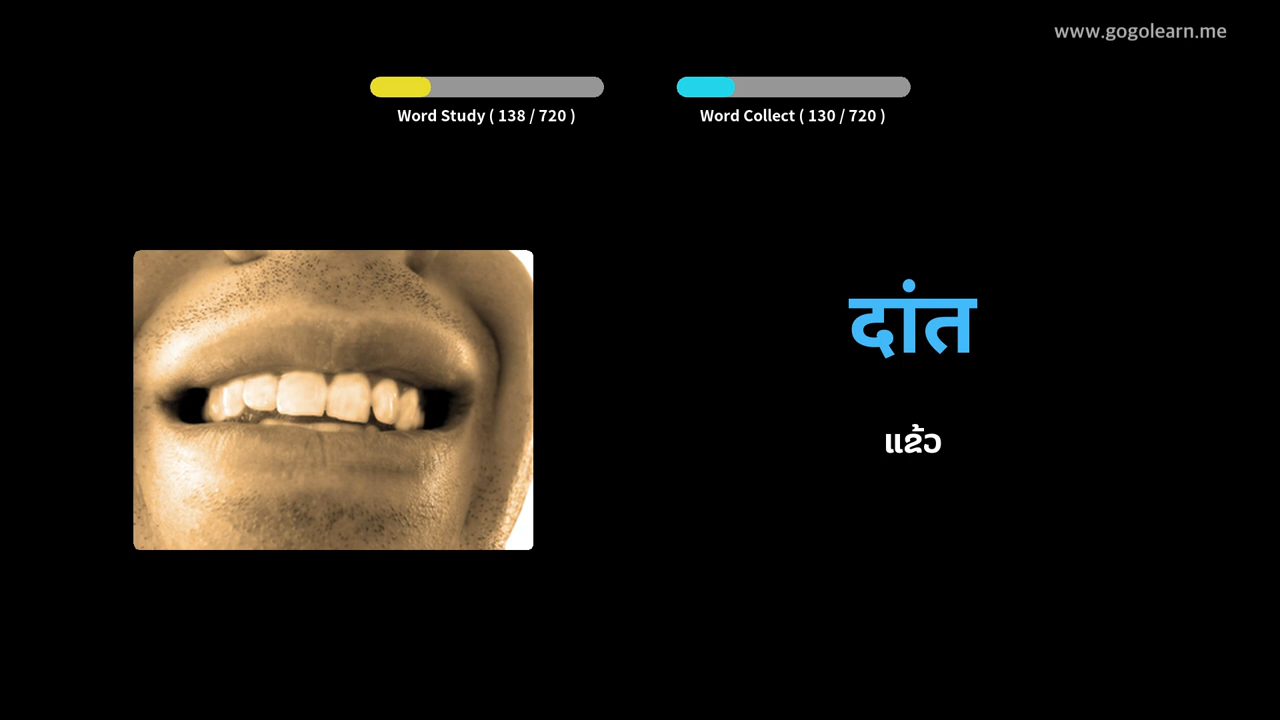 www.gogolearn.me
Word Study ( 138 / 720 )
Word Collect ( 130 / 720 )
दांत
ແຂ້ວ